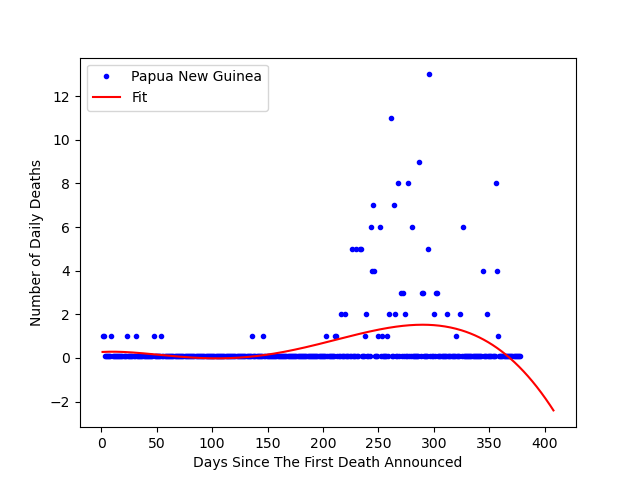 Papua New Guinea
Fit
12
10
8
6
4
2
0
−2
Number of Daily Deaths
0 50 100 150 200 250 300 350 400
Days Since The First Death Announced